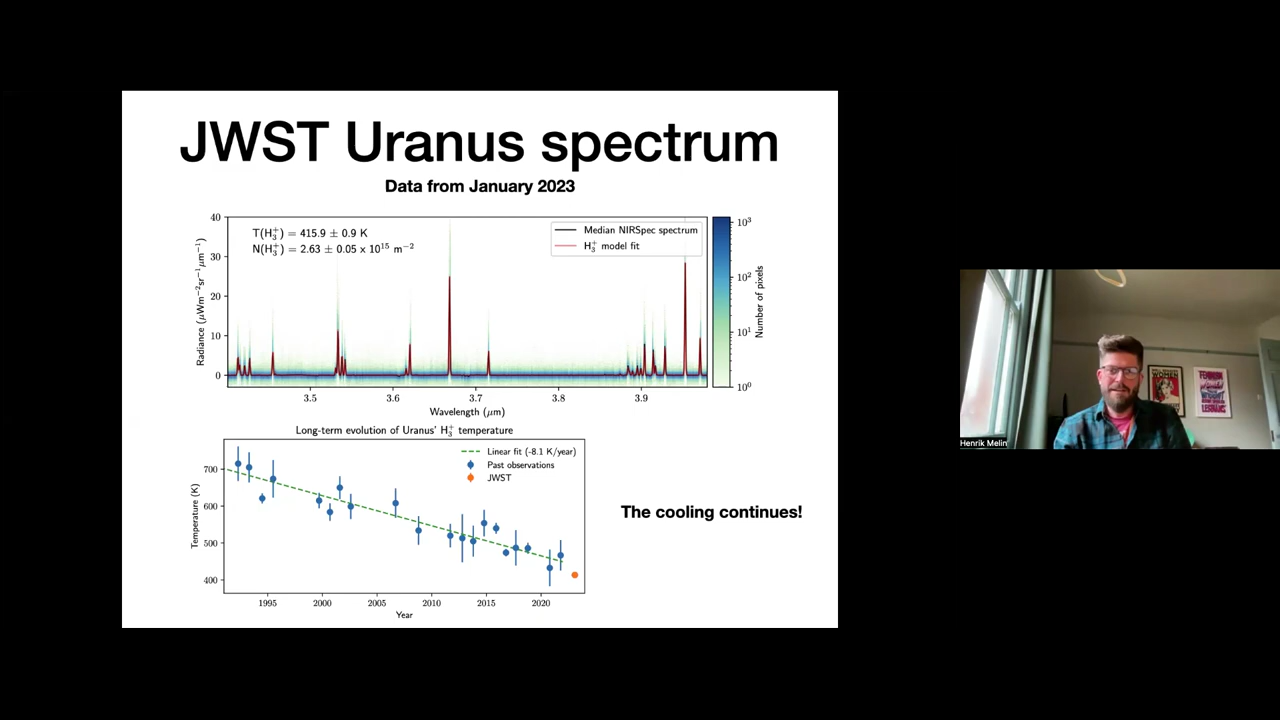 JWST Uranus spectrum
Data from January 2023
T(H₃⁺) = 415.9 ± 0.9 K
N(H₃⁺) = 2.63 ± 0.05 x 10¹⁵ m⁻²
Median NIRSpec spectrum
H₃⁺ model fit
40
30
20
10
0
Radiance (μWm⁻²sr⁻¹μm⁻¹)
3.5 3.6 3.7 3.8 3.9
Wavelength (μm)
10³
10²
10¹
10⁰
Number of pixels
Long-term evolution of Uranus' H₃⁺ temperature
Linear fit (-8.1 K/year)
Past observations
JWST
700
600
500
400
Temperature (K)
1995 2000 2005 2010 2015 2020
Year
The cooling continues!
WOMEN
Henrik Melin